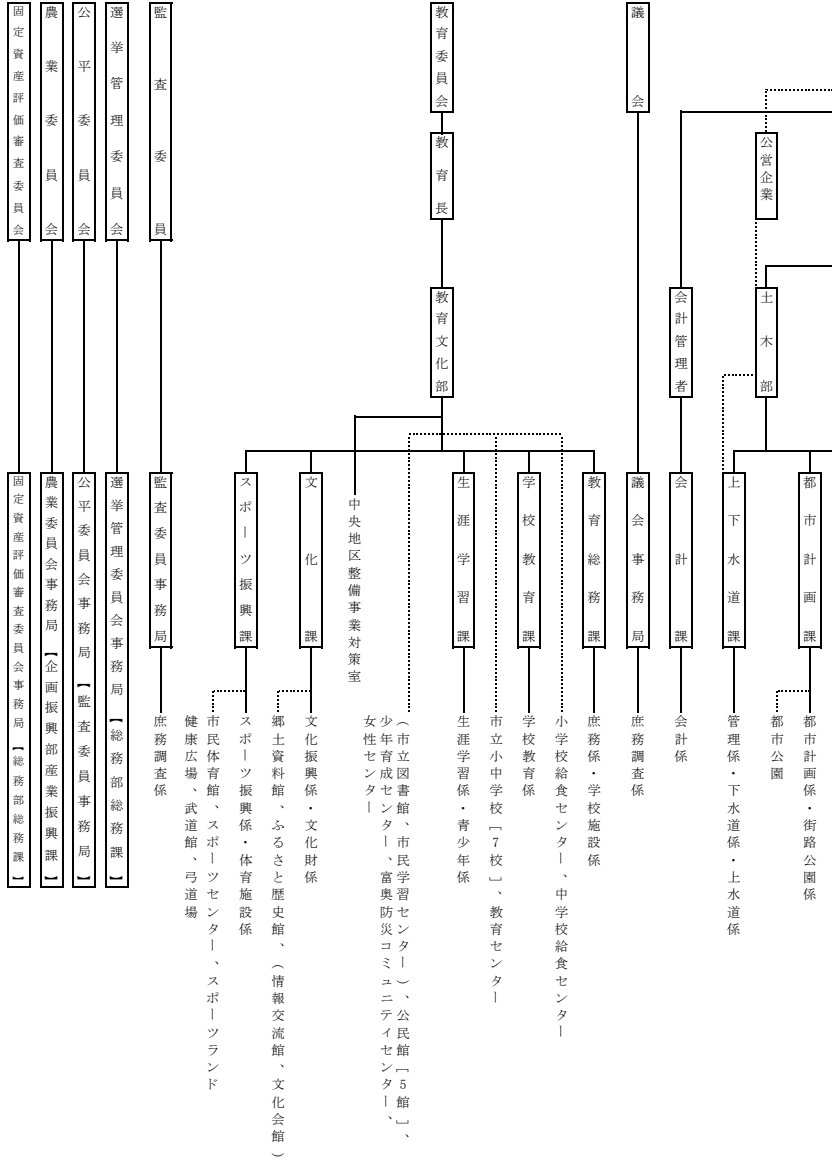 議会
公営企業
教育委員会
監査委員
選挙管理委員会
公平委員会
農業委員会
固定資産評価審査委員会
教育長
土木部
会計管理者
教育文化部
都市計画課
上下水道課
会計課
議会事務局
教育総務課
学校教育課
生涯学習課
中央地区整備事業対策室
文化課
スポーツ振興課
監査委員事務局
選挙管理委員会事務局【総務部総務課】
公平委員会事務局【監査委員事務局】
農業委員会事務局【企画振興部産業振興課】
固定資産評価審査委員会事務局【総務部総務課】
都市計画係・街路公園係
都市公園
管理係・下水道係・上水道係
会計係
庶務調査係
庶務係・学校施設係
小学校給食センター、中学校給食センター
学校教育係
市立小中学校［7校］、教育センター
生涯学習係・青少年係
（市立図書館、市民学習センター）、公民館［5館］、
少年育成センター、富奥防災コミュニティセンター、
女性センター
文化振興係・文化財係
郷土資料館、ふるさと歴史館、（情報交流館、文化会館）
スポーツ振興係・体育施設係
市民体育館、スポーツセンター、スポーツランド
健康広場、武道館、弓道場
庶務調査係